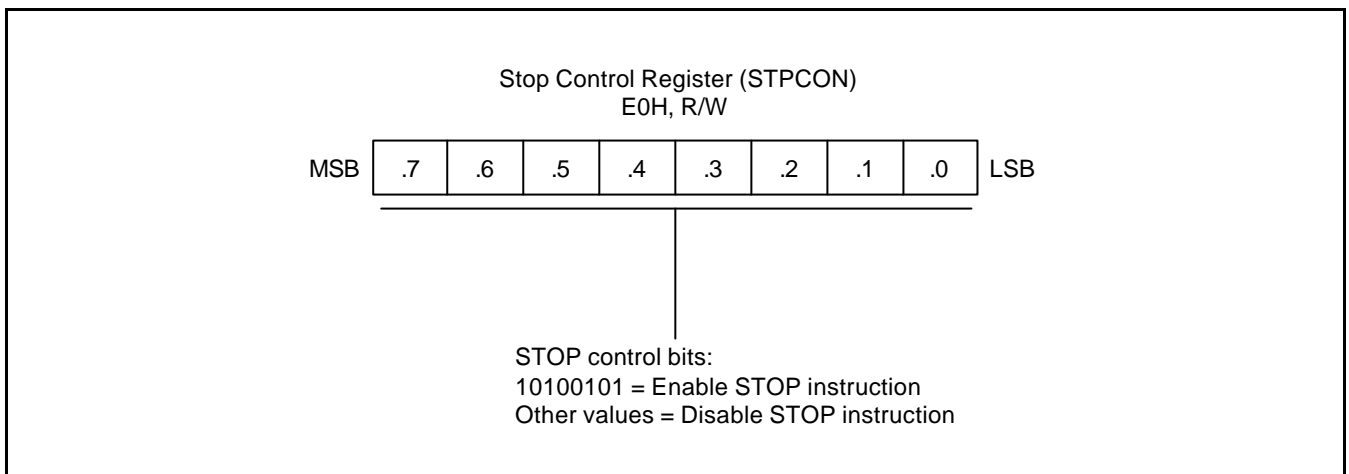 Stop Control Register (STPCON)
E0H, R/W
MSB .7 .6 .5 .4 .3 .2 .1 .0 LSB
STOP control bits:
10100101 = Enable STOP instruction
Other values = Disable STOP instruction